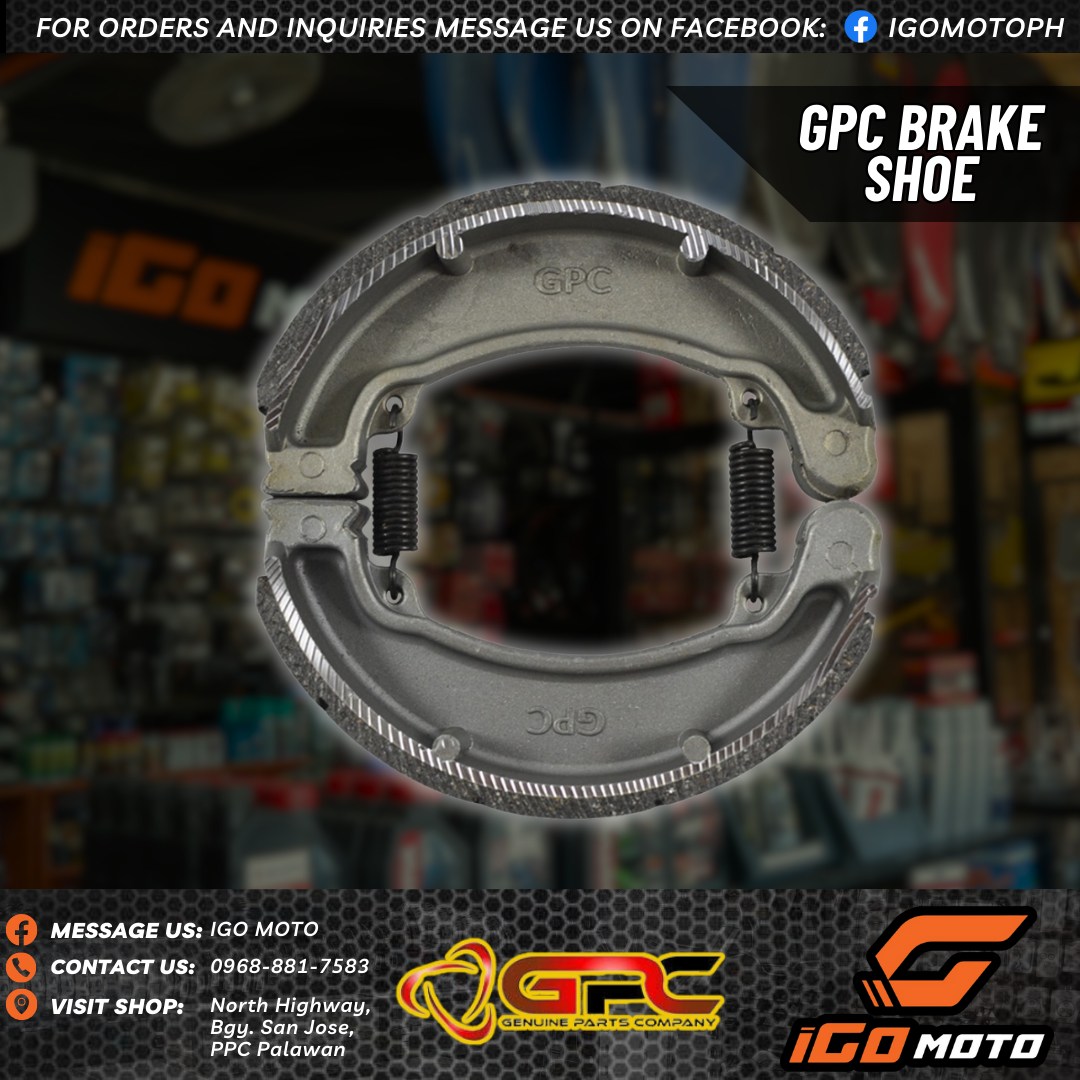 FOR ORDERS AND INQUIRIES MESSAGE US ON FACEBOOK: IGOMOTOPH
GPC BRAKE
SHOE
iGO MO
GPC
GPC
MESSAGE US: IGO MOTO
CONTACT US: 0968-881-7583
VISIT SHOP: North Highway,
Bgy. San Jose,
PPC Palawan
GPC
GENUINE PARTS COMPANY
iGO MOTO